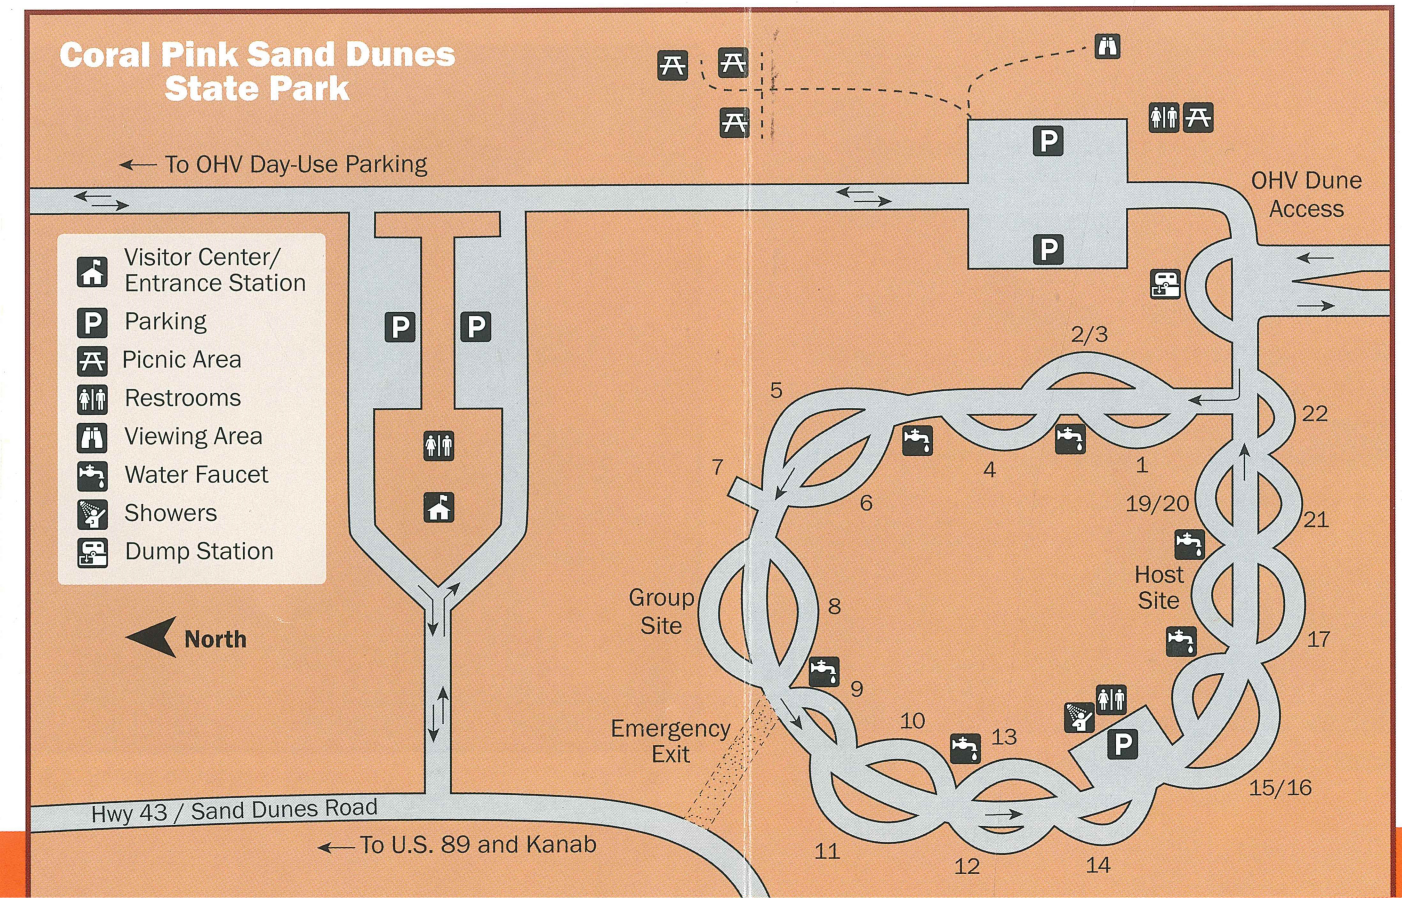 Coral Pink Sand Dunes
State Park
To OHV Day-Use Parking
P
P
OHV Dune
Access
Visitor Center/
Entrance Station
P Parking
Picnic Area
Restrooms
Viewing Area
Water Faucet
Showers
Dump Station
P P
North
2/3
5
22
7
4
1
6
19/20
21
Host
Site
Group
Site
8
17
9
Emergency
Exit
10
13
P
15/16
11
12
14
Hwy 43 / Sand Dunes Road
To U.S. 89 and Kanab